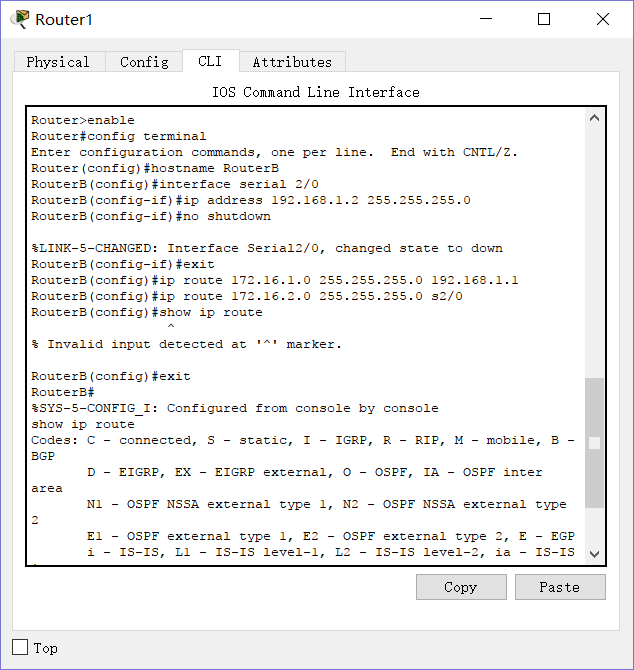 Router1
Physical Config CLI Attributes
IOS Command Line Interface
Router>enable
Router#config terminal
Enter configuration commands, one per line.  End with CNTL/Z.
Router(config)#hostname RouterB
RouterB(config)#interface serial 2/0
RouterB(config-if)#ip address 192.168.1.2 255.255.255.0
RouterB(config-if)#no shutdown
%LINK-5-CHANGED: Interface Serial2/0, changed state to down
RouterB(config-if)#exit
RouterB(config)#ip route 172.16.1.0 255.255.255.0 192.168.1.1
RouterB(config)#ip route 172.16.2.0 255.255.255.0 s2/0
RouterB(config)#show ip route
^
% Invalid input detected at '^' marker.
RouterB(config)#exit
RouterB#
%SYS-5-CONFIG_I: Configured from console by console
show ip route
Codes: C - connected, S - static, I - IGRP, R - RIP, M - mobile, B -
BGP
D - EIGRP, EX - EIGRP external, O - OSPF, IA - OSPF inter
area
N1 - OSPF NSSA external type 1, N2 - OSPF NSSA external type
2
E1 - OSPF external type 1, E2 - OSPF external type 2, E - EGP
i - IS-IS, L1 - IS-IS level-1, L2 - IS-IS level-2, ia - IS-IS
Copy Paste
Top